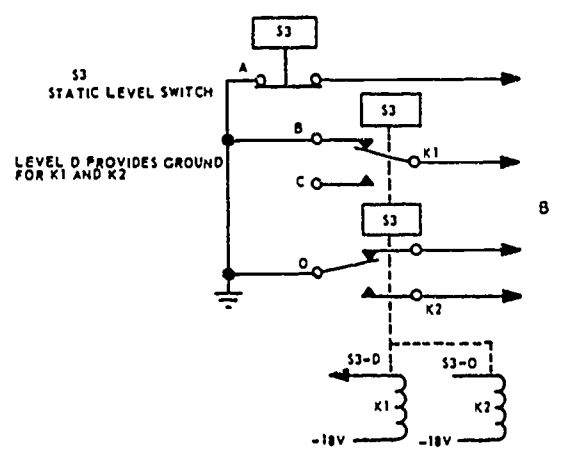 S3
A
S3
STATIC LEVEL SWITCH
S3
B
K1
LEVEL D PROVIDES GROUND
FOR K1 AND K2
C
B
S3
D
K2
S3-D
S3-D
K1
K2
-18V
-18V